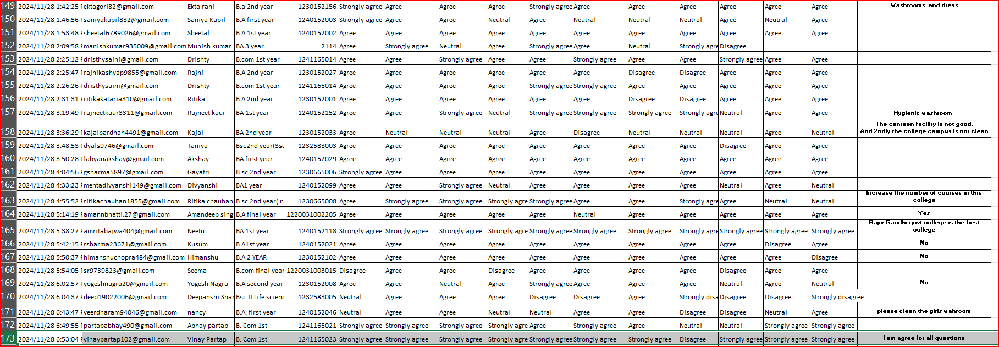 149 2024/11/28 1:42:25 ektagori82@gmail.com Ekta rani B.a 2nd year 1230152156 Strongly agree Agree Agree Agree Strongly agree Agree Agree Agree Agree Agree Agree Washrooms and dress
150 2024/11/28 1:46:56 saniyakapil832@gmail.com Saniya Kapil B.A first year 1240152003 Strongly agree Agree Agree Neutral Agree Neutral Neutral Neutral Agree Neutral Agree
151 2024/11/28 1:53:48 sheetal6789026@gmail.com Sheetal B.A 1st year 1240152002 Agree Agree Agree Agree Agree Agree Agree Agree Agree Agree Agree
152 2024/11/28 2:09:58 manishkumar935009@gmail.com Munish kumar BA 3 year 2114 Agree Strongly agree Neutral Agree Strongly agree Agree Neutral Strongly agre Disagree
153 2024/11/28 2:25:12 dristhysaini@gmail.com Drishty B.com 1st year 1241165014 Agree Agree Strongly agree Agree Agree Strongly agree Agree Agree Strongly agree Agree Agree
154 2024/11/28 2:25:47 rajnikashyap9855@gmail.com Rajni B.A 2nd year 1230152027 Agree Agree Agree Agree Agree Agree Disagree Disagree Agree Agree Agree
155 2024/11/28 2:26:26 dristhysaini@gmail.com Drishty B.com 1st year 1241165014 Agree Agree Agree Agree Strongly agree Strongly agree Agree Agree Agree Agree Agree
156 2024/11/28 2:31:31 ritikakataria310@gmail.com Ritika B A 2nd year 1230152001 Agree Agree Agree Agree Agree Agree Disagree Disagree Agree Agree Agree
157 2024/11/28 3:19:49 rajneetkaur3311@gmail.com Rajneet kaur BA 1st year 1240152152 Agree Agree Strongly agree Neutral Strongly agree Strongly agree Strongly agree Strongly agre Neutral Agree Agree Hygienic washroom
The canteen facility is not good.
158 2024/11/28 3:36:29 kajalpardhan4491@gmail.com Kajal BA 2nd year 1230152033 Agree Neutral Neutral Neutral Agree Disagree Neutral Neutral Neutral Agree Neutral And 2ndly the college campus is not clean
159 2024/11/28 3:48:53 dyals9746@gmail.com Taniya Bsc2nd year(3se 1232583003 Agree Agree Agree Agree Agree Agree Agree Agree Disagree Agree Agree
160 2024/11/28 3:50:28 labyanakshay@gmail.com Akshay BA first year 1240152029 Agree Agree Agree Agree Agree Agree Agree Agree Agree Agree Agree
161 2024/11/28 4:04:56 gsharma5897@gmail.com Gayatri B.sc 2nd year 1230665006 Strongly agree Agree Agree Agree Agree Agree Agree Agree Agree Agree Agree
162 2024/11/28 4:33:23 mehtadivyanshi149@gmail.com Divyanshi BA1 year 1240152099 Agree Agree Strongly agree Neutral Agree Agree Agree Agree Neutral Agree Neutral
Increase the number of courses in this
163 2024/11/28 4:55:52 ritikachauhan1855@gmail.com Ritika chauhan B.sc 2nd year( n 1230665008 Agree Strongly agree Strongly agree Strongly agre Strongly agree Agree Agree Strongly agre Agree Neutral Neutral college
164 2024/11/28 5:14:19 amannbhatti.27@gmail.com Amandeep singl B.A final year 1220031002205 Agree Agree Agree Agree Agree Neutral Agree Agree Agree Agree Agree Yes
Rajiv Gandhi govt college is the best
165 2024/11/28 5:38:27 amritabajwa404@gmail.com Neetu BA 1st year 1240152118 Strongly agree Strongly agree Strongly agree Strongly agre Strongly agree Strongly agree Strongly agree Strongly agre Strongly agree Strongly agree Strongly agree college
166 2024/11/28 5:42:15 rsharma23671@gmail.com Kusum B.A1st year 1240152021 Agree Agree Agree Agree Agree Agree Agree Agree Agree Disagree Agree No
167 2024/11/28 5:50:37 himanshuchopra484@gmail.com Himanshu B.A 2 YEAR 1230152102 Agree Agree Agree Agree Agree Agree Agree Agree Agree Agree Disagree No
168 2024/11/28 5:54:05 sr9739823@gmail.com Seema B.com final year 1220031003015 Disagree Agree Agree Disagree Agree Agree Agree Agree Disagree Agree Agree
169 2024/11/28 6:02:57 yogeshnagra20@gmail.com Yogesh Nagra B.A second year 1230152008 Agree Agree Neutral Agree Strongly agree Agree Agree Agree Neutral Agree Neutral No
170 2024/11/28 6:04:37 deep19022006@gmail.com Deepanshi Shar Bsc.II Life scienc 1232583005 Neutral Agree Agree Agree Disagree Disagree Agree Strongly disa Disagree Disagree Strongly disagree
171 2024/11/28 6:43:47 veerdharam94046@gmail.com nancy B.A. first year 1240152046 Neutral Agree Agree Neutral Neutral Agree Agree Disagree Disagree Neutral Agree please clean the girls wahroom
172 2024/11/28 6:49:55 partapabhay490@gmail.com Abhay partap B. Com 1st 1241165021 Strongly agree Strongly agree Strongly agree Strongly agre Agree Strongly agree Agree Neutral Neutral Strongly agree Strongly agree
173 2024/11/28 6:53:04 vinaypartap102@gmail.com Vinay Partap B. Com 1st 1241165023 Strongly agree Strongly agree Strongly agree Strongly agre Strongly agree Strongly agree Strongly agree Disagree Strongly agree Strongly agree Strongly agree I am agree for all questions